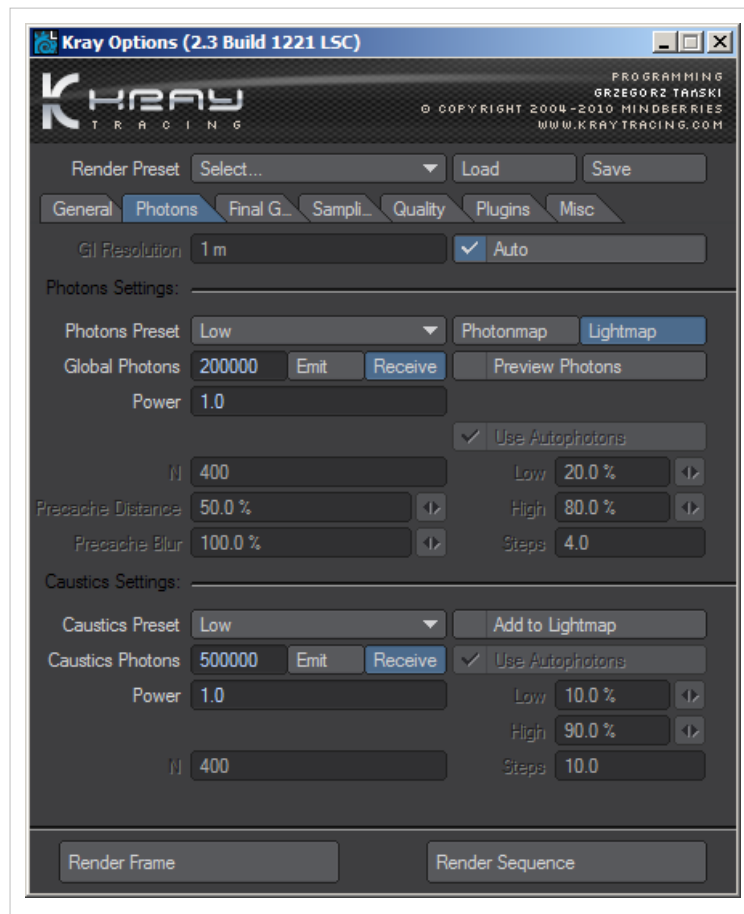 Kray Options (2.3 Build 1221 LSC)
PROGRAMMING
GRZEGORZ TAŃSKI
© COPYRIGHT 2004-2010 MINDBERRIES
WWW.KRAYTRACING.COM
KRAY
TRACING
Render Preset Select... Load Save
General Photons Final G... Sampli... Quality Plugins Misc
GI Resolution 1 m Auto
Photons Settings:
Photons Preset Low Photonmap Lightmap
Global Photons 200000 Emit Receive Preview Photons
Power 1.0
Use Autophotons
N 400 Low 20.0 %
Precache Distance 50.0 % High 80.0 %
Precache Blur 100.0 % Steps 4.0
Caustics Settings:
Caustics Preset Low Add to Lightmap
Caustics Photons 500000 Emit Receive Use Autophotons
Power 1.0 Low 10.0 %
High 90.0 %
N 400 Steps 10.0
Render Frame Render Sequence